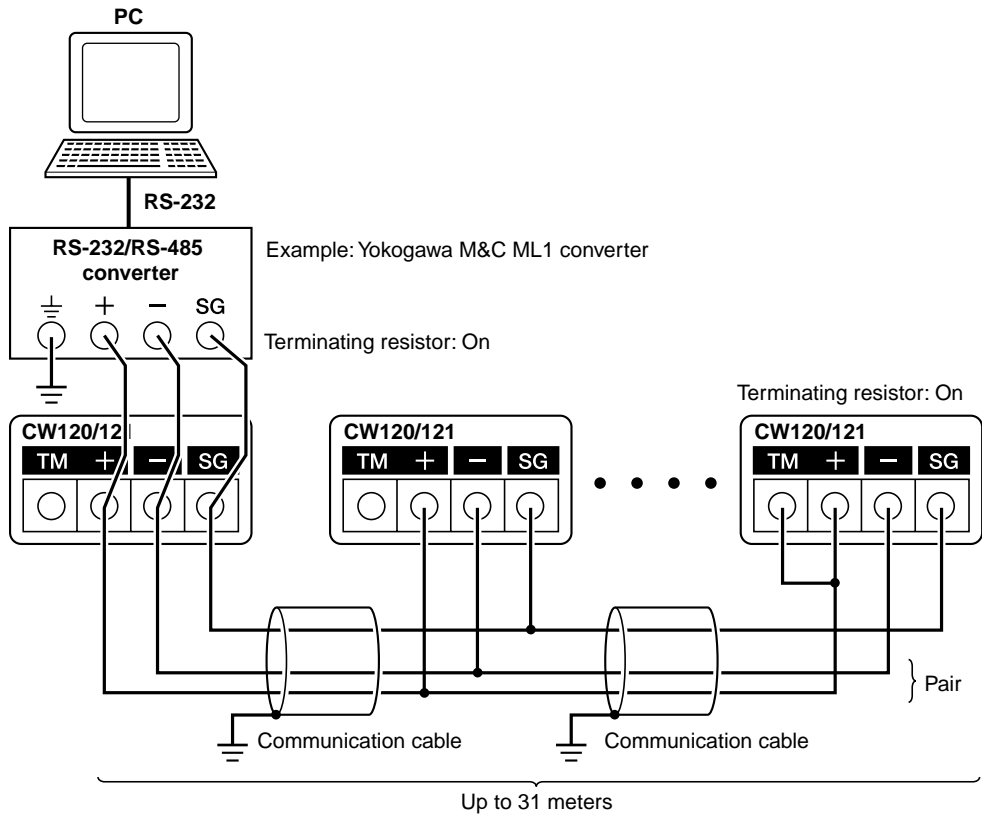 PC
RS-232
RS-232/RS-485
converter
Example: Yokogawa M&C ML1 converter
+ − SG
Terminating resistor: On
Terminating resistor: On
CW120/121
TM + − SG
CW120/121
TM + − SG
CW120/121
TM + − SG
Pair
Communication cable
Communication cable
Up to 31 meters